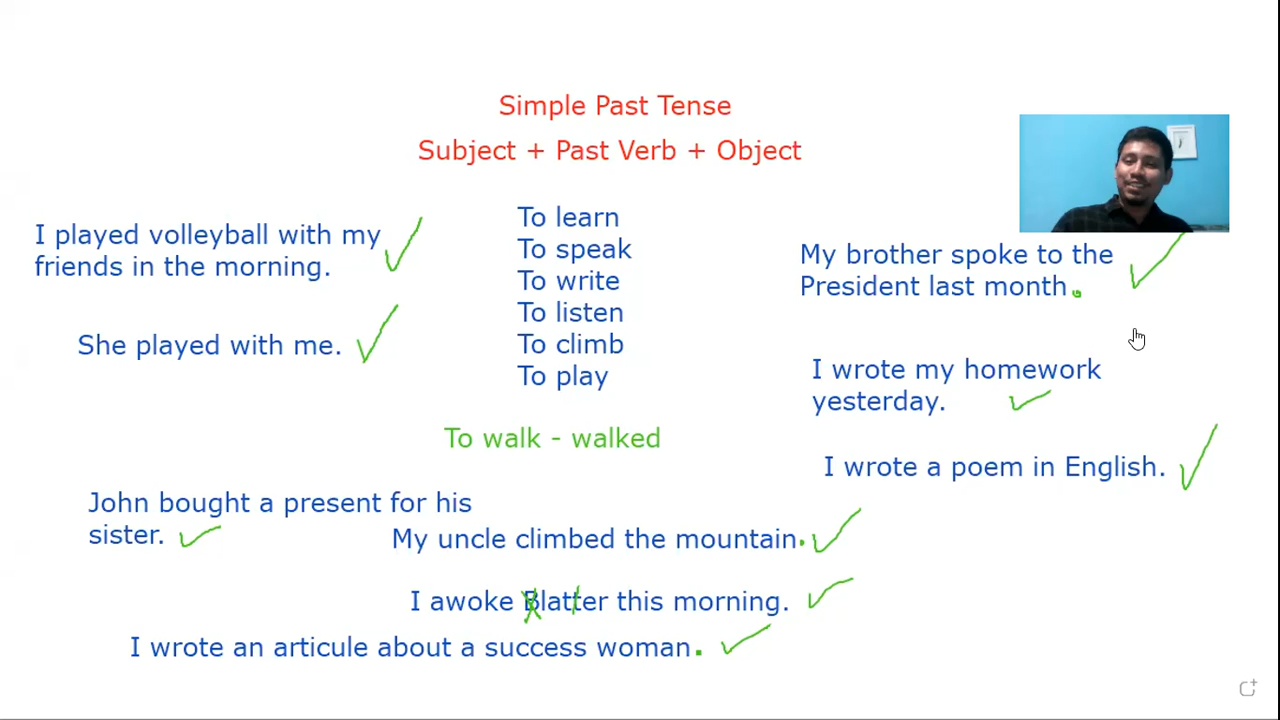 Simple Past Tense
Subject + Past Verb + Object
I played volleyball with my
friends in the morning.
She played with me.
To learn
To speak
To write
To listen
To climb
To play
To walk - walked
My brother spoke to the
President last month.
I wrote my homework
yesterday.
I wrote a poem in English.
John bought a present for his
sister.
My uncle climbed the mountain.
I awoke Blatter this morning.
I wrote an articule about a success woman.